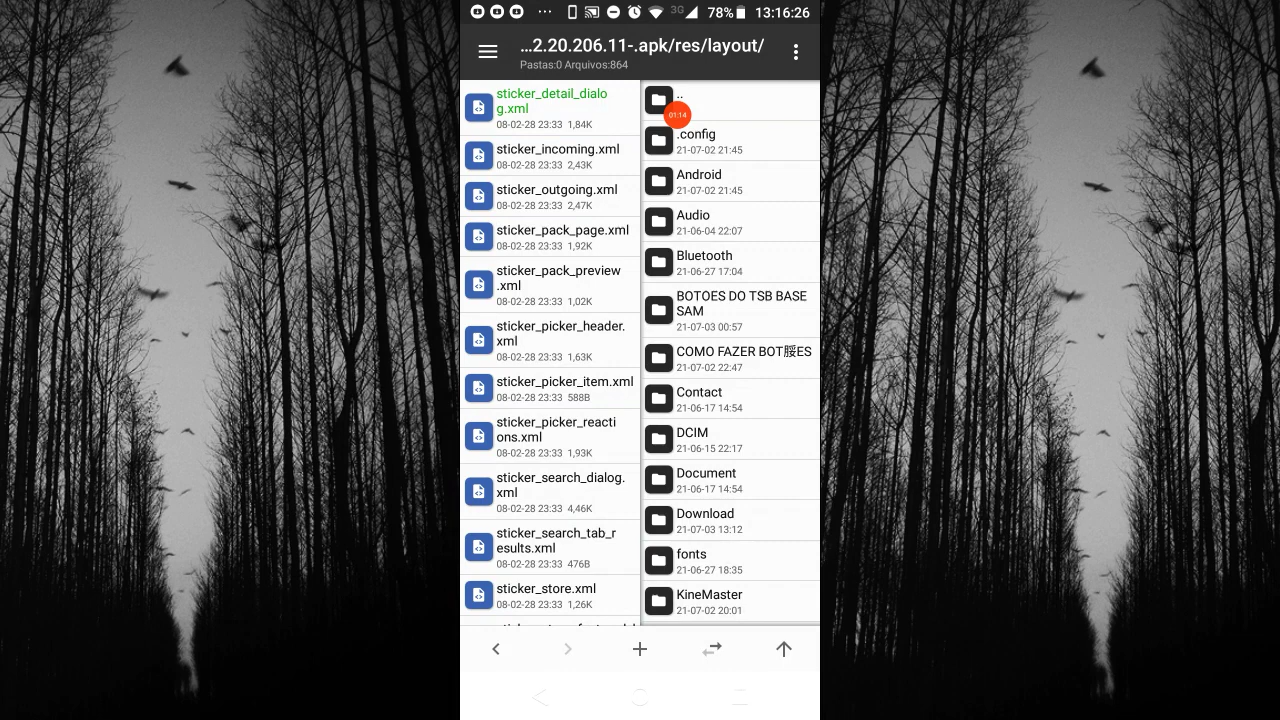 3G 78% 13:16:26
...2.20.206.11-.apk/res/layout/
Pastas:0 Arquivos:864
sticker_detail_dialo
g.xml
08-02-28 23:33 1,84K
sticker_incoming.xml
08-02-28 23:33 2,43K
sticker_outgoing.xml
08-02-28 23:33 2,47K
sticker_pack_page.xml
08-02-28 23:33 1,92K
sticker_pack_preview
.xml
08-02-28 23:33 1,02K
sticker_picker_header.
xml
08-02-28 23:33 1,63K
sticker_picker_item.xml
08-02-28 23:33 588B
sticker_picker_reacti
ons.xml
08-02-28 23:33 1,93K
sticker_search_dialog.
xml
08-02-28 23:33 4,46K
sticker_search_tab_r
esults.xml
08-02-28 23:33 476B
sticker_store.xml
08-02-28 23:33 1,26K
..
01:14
.config
21-07-02 21:45
Android
21-07-02 21:45
Audio
21-06-04 22:07
Bluetooth
21-06-27 17:04
BOTOES DO TSB BASE
SAM
21-07-03 00:57
COMO FAZER BOT脮ES
21-07-02 22:47
Contact
21-06-17 14:54
DCIM
21-06-15 22:17
Document
21-06-17 14:54
Download
21-07-03 13:12
fonts
21-06-27 18:35
KineMaster
21-07-02 20:01